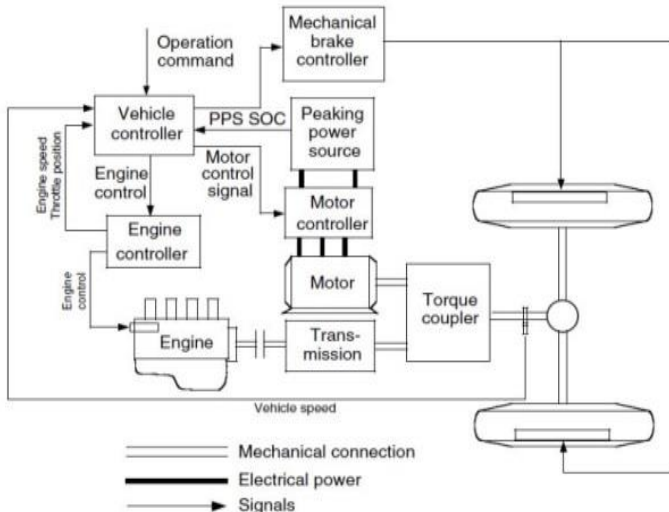 Mechanical
brake
controller
Operation
command
Vehicle
controller
PPS SOC
Peaking
power
source
Engine speed
Throttle position
Engine
control
Motor
control
signal
Motor
controller
Engine
controller
Engine
control
Motor
Torque
coupler
Engine
Trans-
mission
Vehicle speed
Mechanical connection
Electrical power
Signals